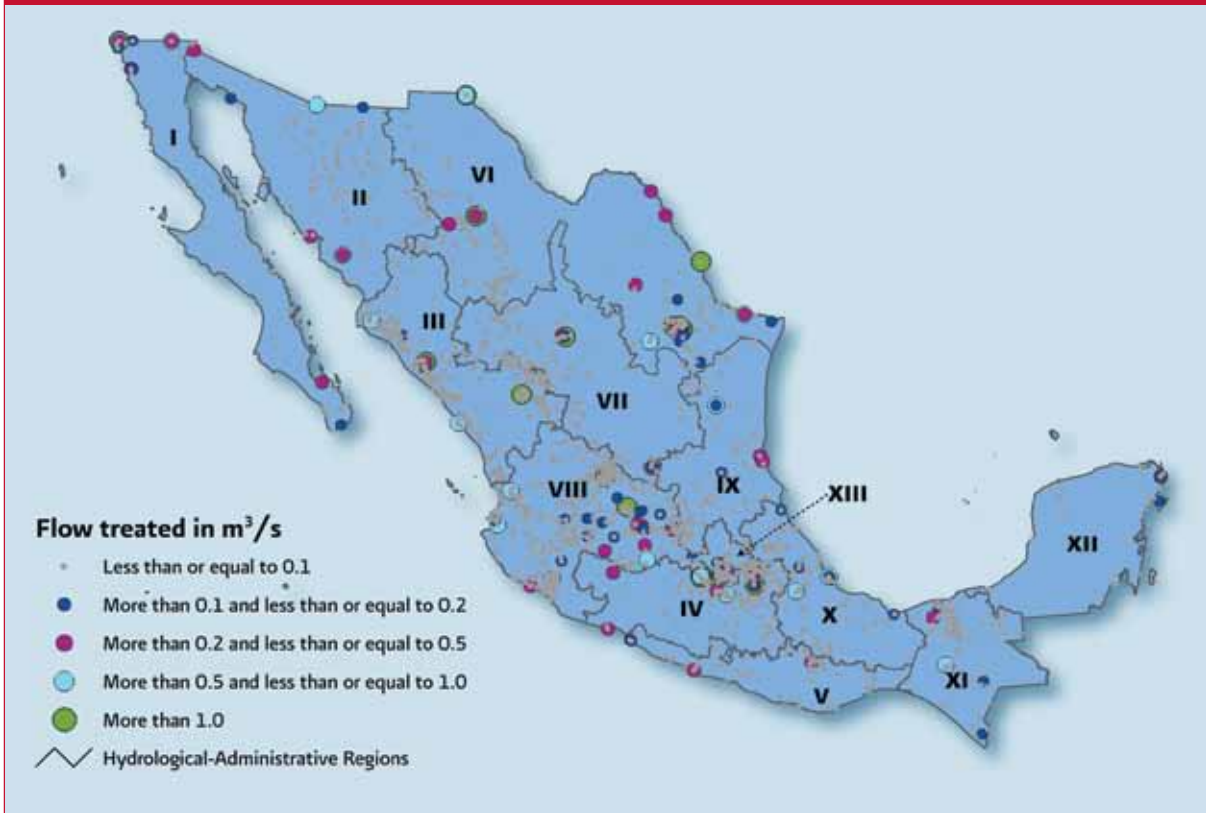 I
II
VI
III
VII
VIII
IX
XIII
XII
IV
X
XI
V
Flow treated in m³/s
Less than or equal to 0.1
More than 0.1 and less than or equal to 0.2
More than 0.2 and less than or equal to 0.5
More than 0.5 and less than or equal to 1.0
More than 1.0
Hydrological-Administrative Regions